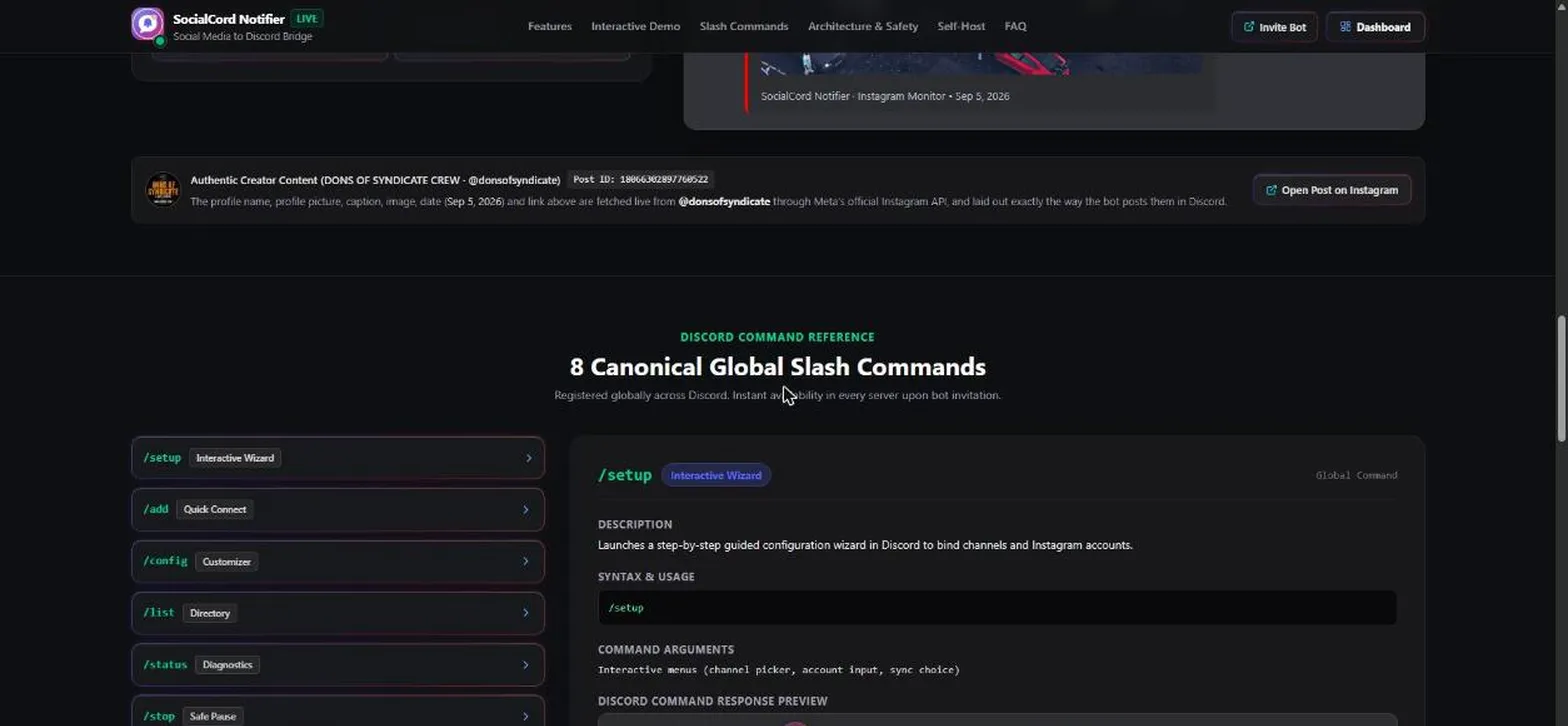 SocialCord Notifier LIVE
Social Media to Discord Bridge
Features Interactive Demo Slash Commands Architecture & Safety Self-Host FAQ
Invite Bot Dashboard
SocialCord Notifier · Instagram Monitor • Sep 5, 2026
Authentic Creator Content (DONS OF SYNDICATE CREW · @donsofsyndicate) Post ID: 18066302897760522
The profile name, profile picture, caption, image, date (Sep 5, 2026) and link above are fetched live from @donsofsyndicate through Meta's official Instagram API, and laid out exactly the way the bot posts them in Discord.
Open Post on Instagram
DISCORD COMMAND REFERENCE
8 Canonical Global Slash Commands
Registered globally across Discord. Instant availability in every server upon bot invitation.
/setup Interactive Wizard
/add Quick Connect
/config Customizer
/list Directory
/status Diagnostics
/stop Safe Pause
/setup Interactive Wizard Global Command
DESCRIPTION
Launches a step-by-step guided configuration wizard in Discord to bind channels and Instagram accounts.
SYNTAX & USAGE
/setup
COMMAND ARGUMENTS
Interactive menus (channel picker, account input, sync choice)
DISCORD COMMAND RESPONSE PREVIEW